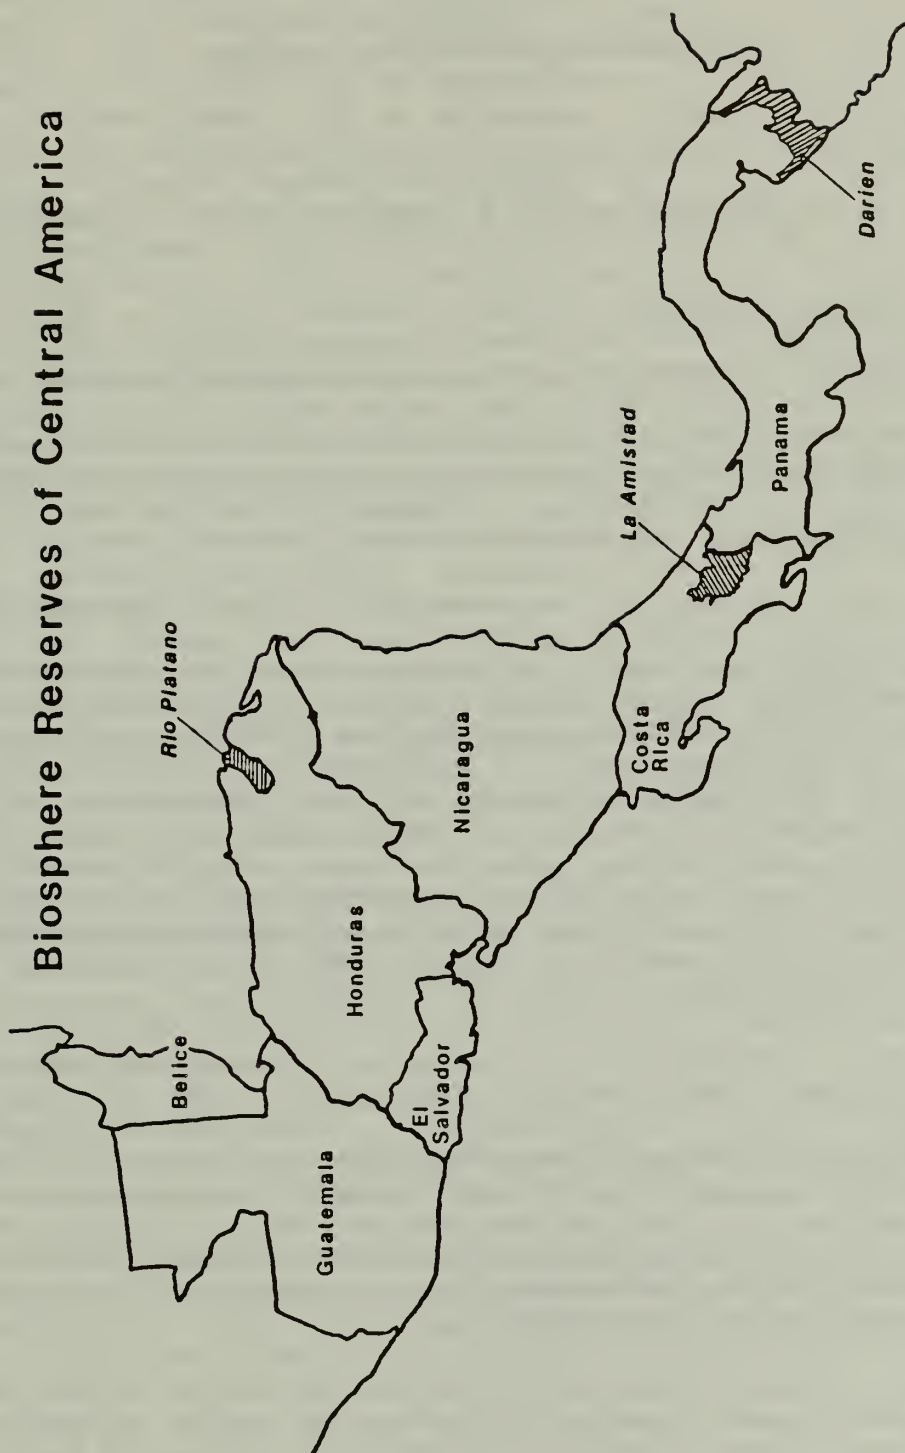 Biosphere Reserves of Central America
Belice
Guatemala
Rio Platano
Honduras
El
Salvador
Nicaragua
La Amistad
Costa
Rica
Panama
Darien